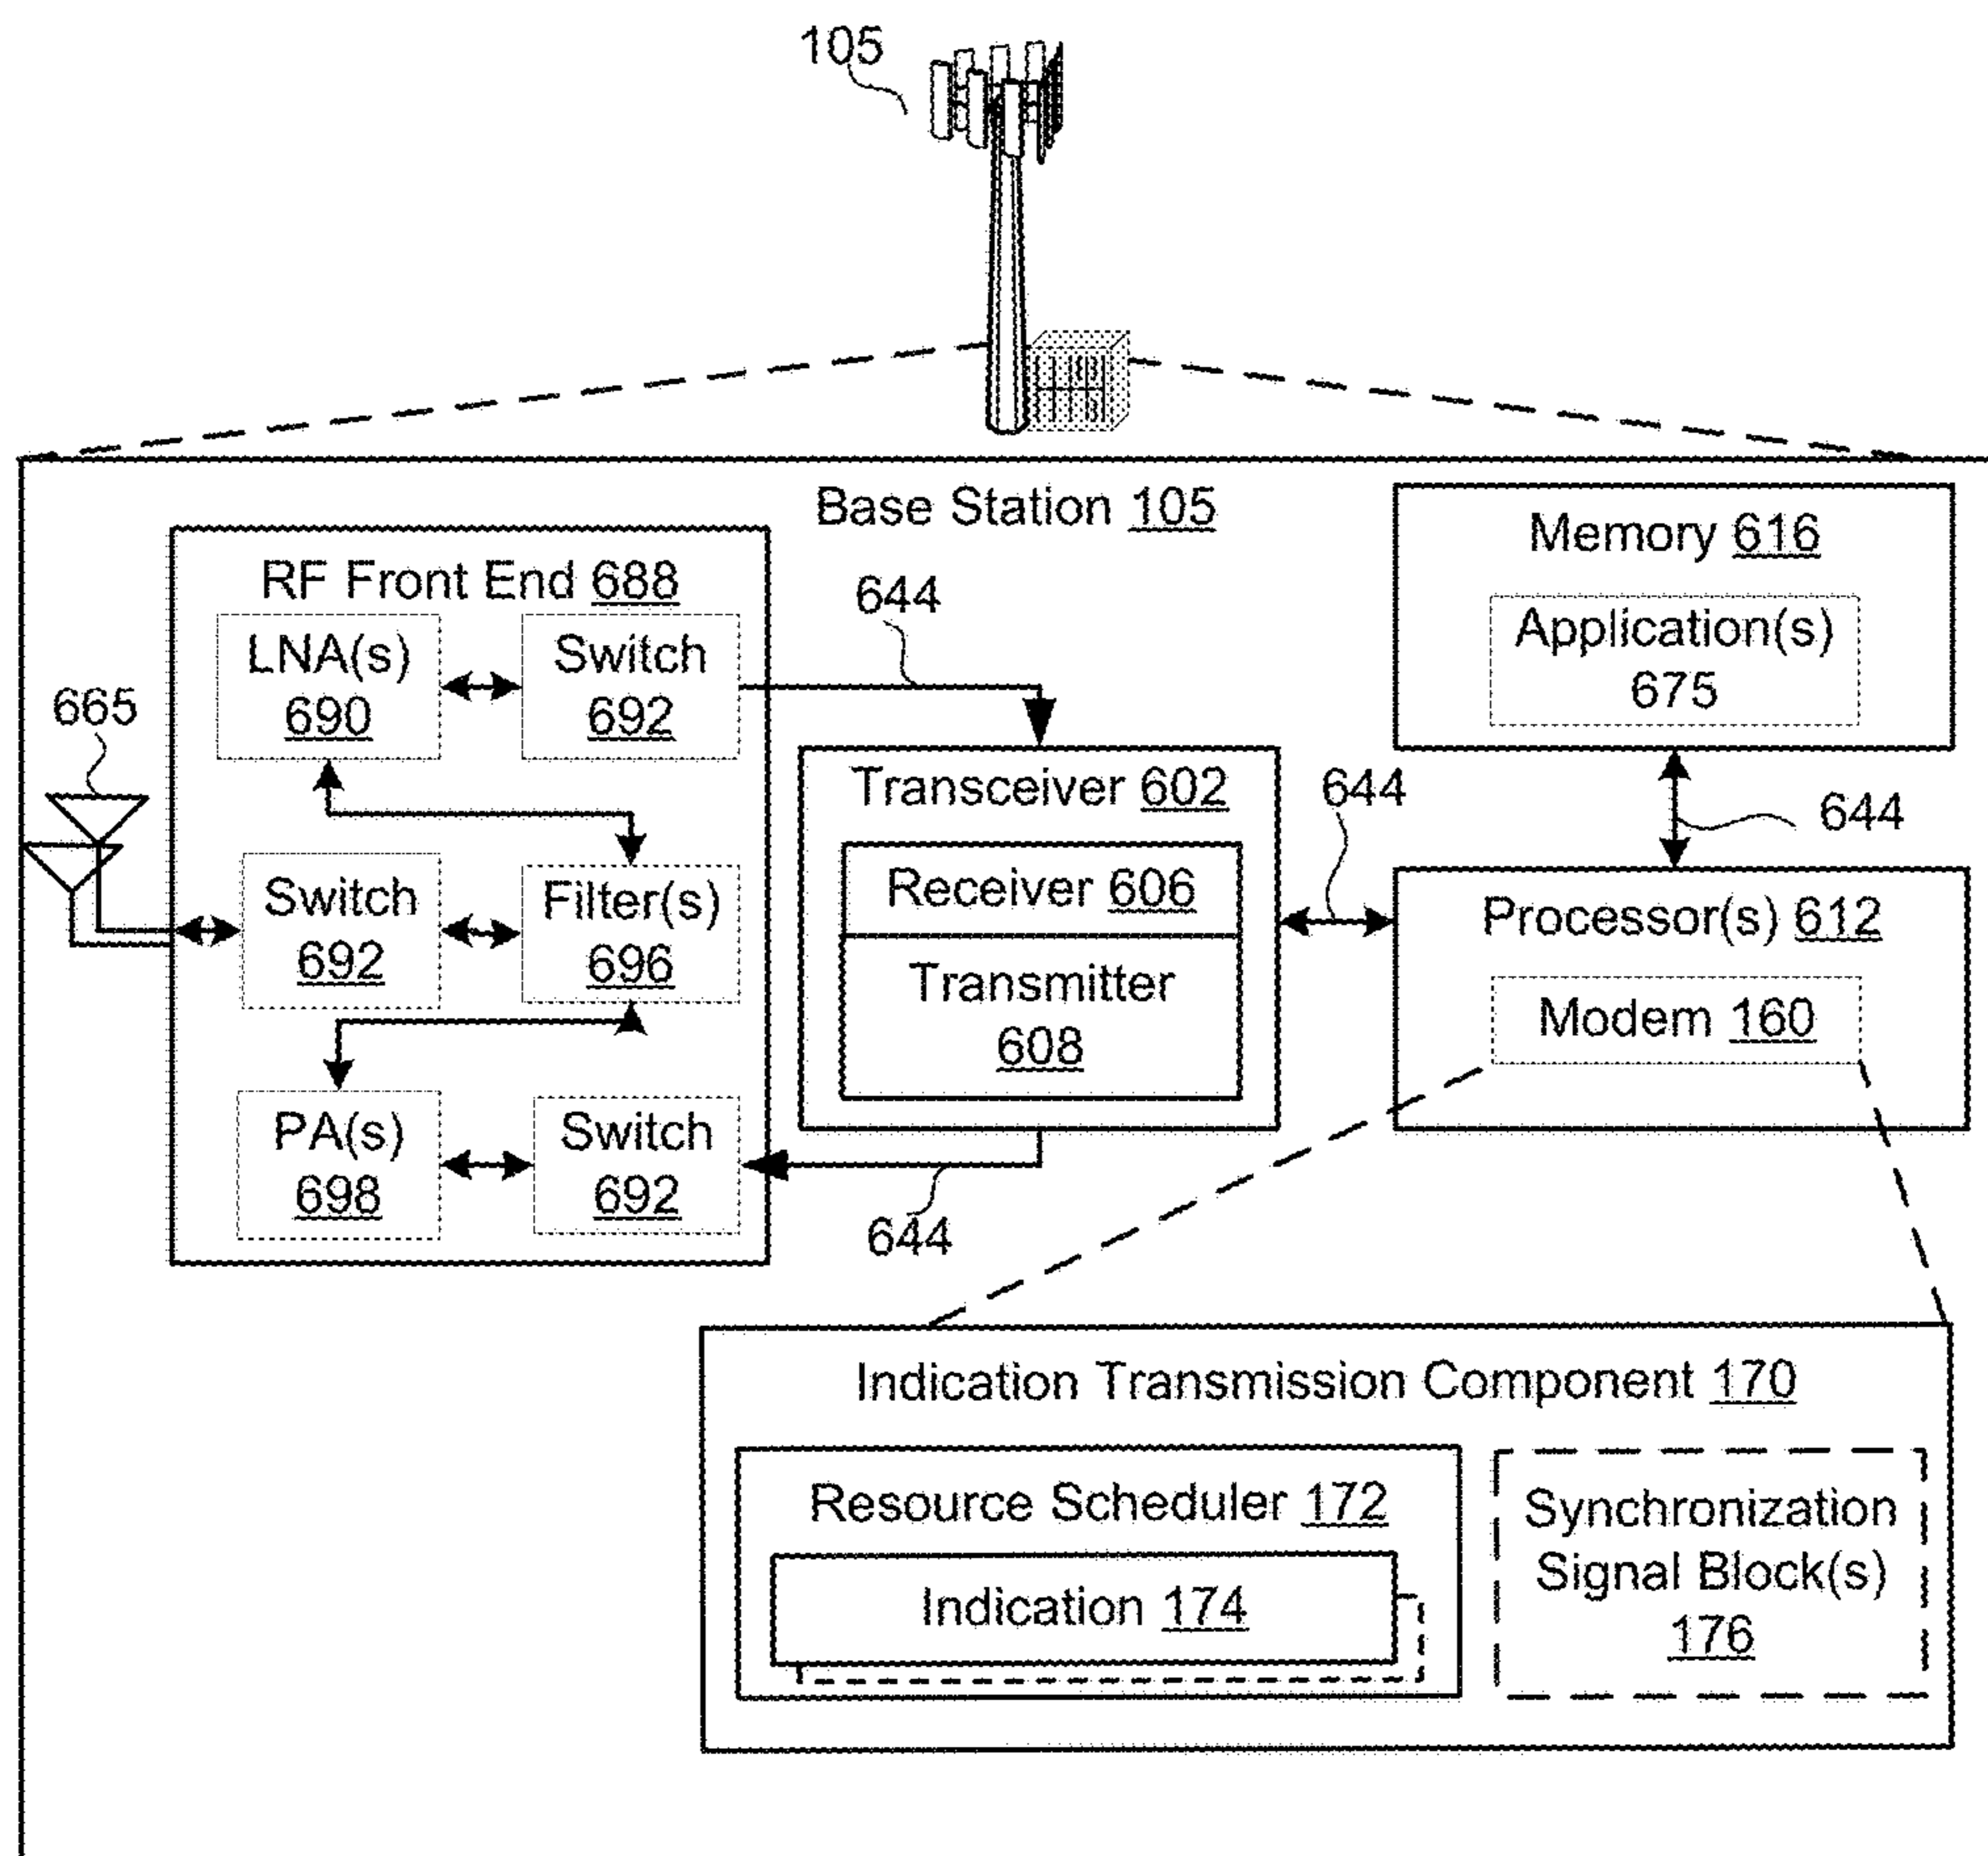 105
Base Station 105
RF Front End 688
LNA(s)
690
Switch
692
644
665
Switch
692
Filter(s)
696
PA(s)
698
Switch
692
644
Transceiver 602
Receiver 606
Transmitter
608
644
Memory 616
Application(s)
675
644
Processor(s) 612
Modem 160
Indication Transmission Component 170
Resource Scheduler 172
Indication 174
Synchronization
Signal Block(s)
176